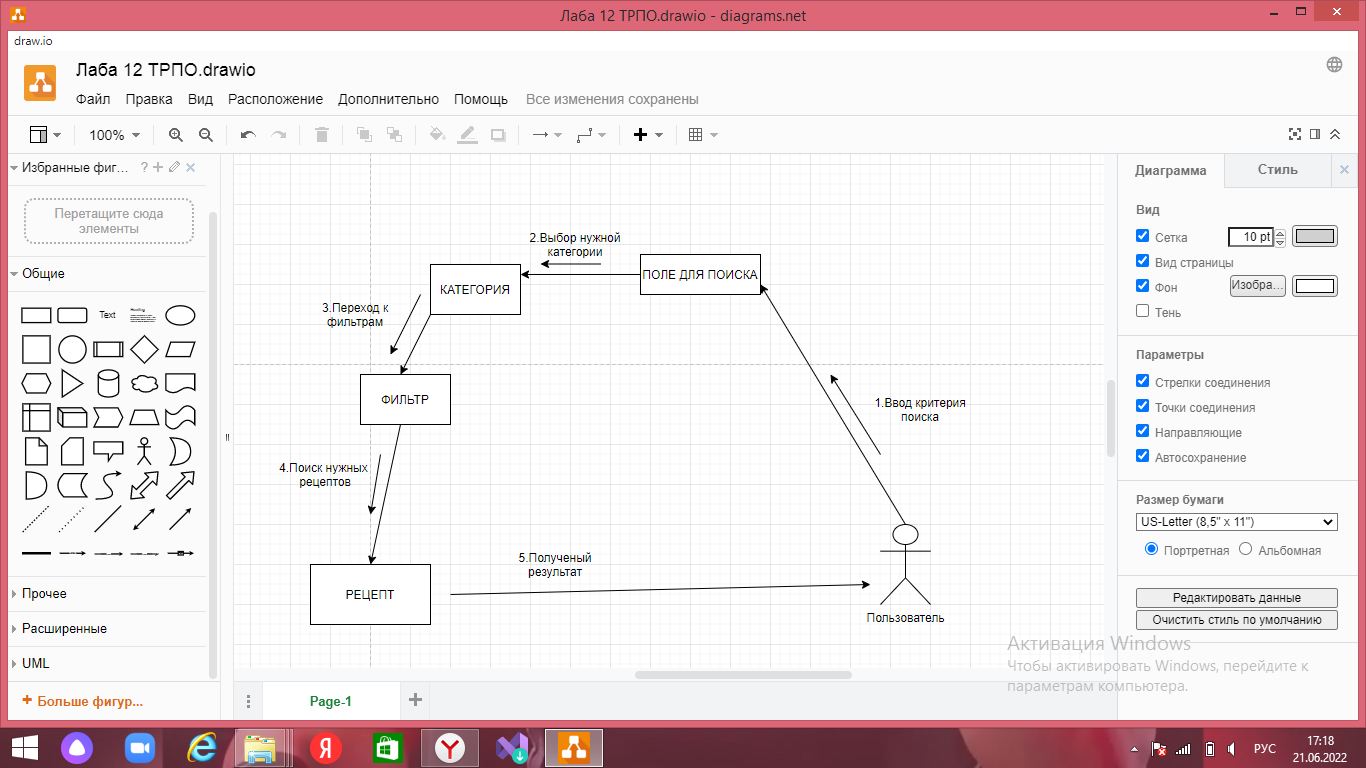 Лаба 12 ТРПО.drawio - diagrams.net
draw.io
Лаба 12 ТРПО.drawio
Файл Правка Вид Расположение Дополнительно Помощь Все изменения сохранены
100%
Избранные фиг... ?
Перетащите сюда
элементы
Общие
Text
Heading
Прочее
Расширенные
UML
+ Больше фигур...
2.Выбор нужной
категории
ПОЛЕ ДЛЯ ПОИСКА
КАТЕГОРИЯ
3.Переход к
фильтрам
ФИЛЬТР
1.Ввод критерия
поиска
4.Поиск нужных
рецептов
5.Полученый
результат
РЕЦЕПТ
Пользователь
Page-1
Диаграмма Стиль
Вид
Сетка 10 pt
Вид страницы
Фон Изобра...
Тень
Параметры
Стрелки соединения
Точки соединения
Направляющие
Автосохранение
Размер бумаги
US-Letter (8,5" x 11")
Портретная Альбомная
Редактировать данные
Очистить стиль по умолчанию
Активация Windows
Чтобы активировать Windows, перейдите к
параметрам компьютера.
РУС
17:18
21.06.2022